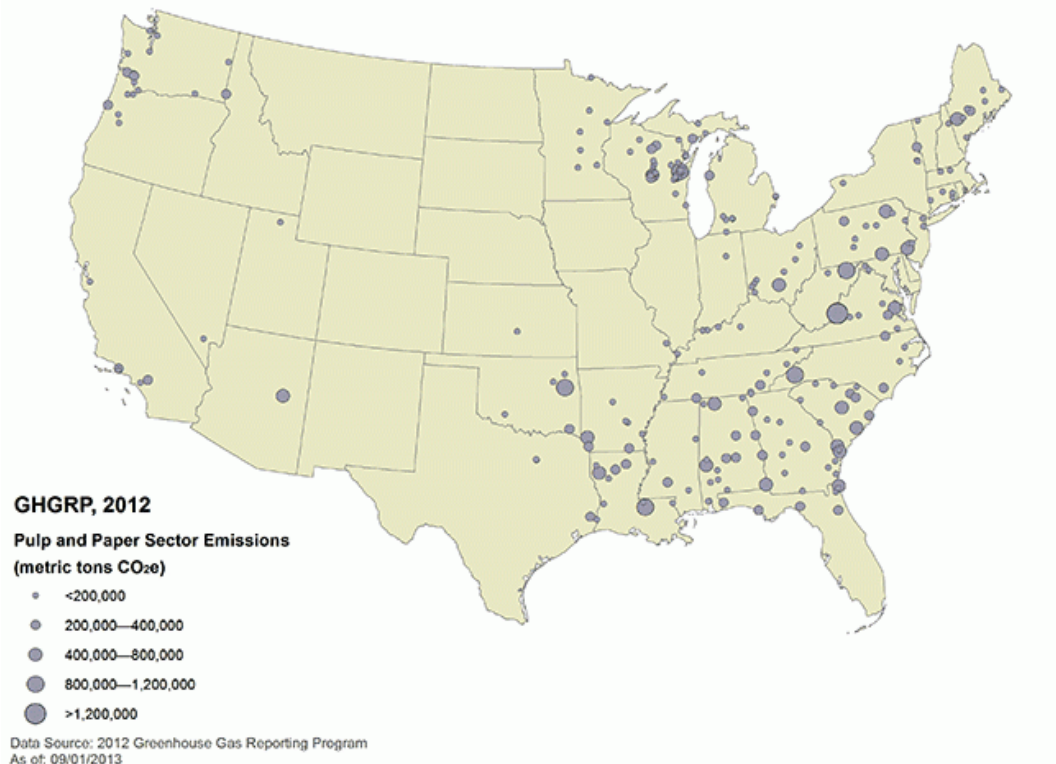 GHGRP, 2012
Pulp and Paper Sector Emissions
(metric tons CO₂e)
<200,000
200,000—400,000
400,000—800,000
800,000—1,200,000
>1,200,000
Data Source: 2012 Greenhouse Gas Reporting Program
As of: 09/01/2013